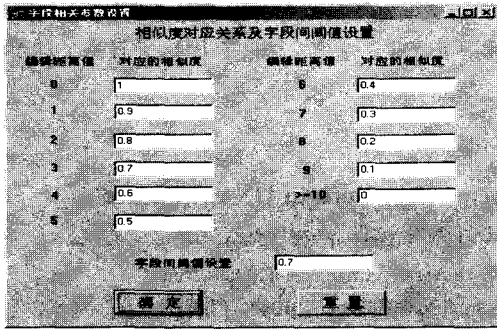 字段相关参数设置
相似度对应关系及字段间阈值设置
编辑距离值 对应的相似度 编辑距离值 对应的相似度
0 1 6 0.4
1 0.9 7 0.3
2 0.8 8 0.2
3 0.7 9 0.1
4 0.6 >=10 0
5 0.5
字段间阈值设置 0.7
确 定 重 置